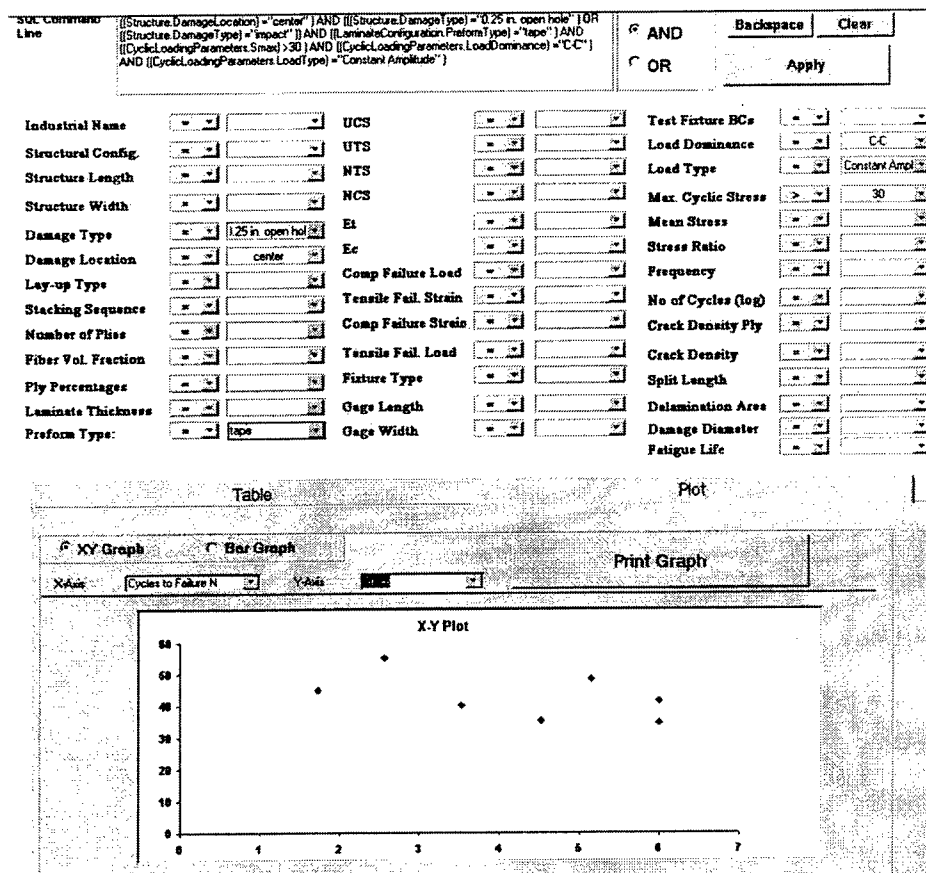 SQL Command
Line
{[Structure.DamageLocation] ="center" } AND {[[Structure.DamageType] ="0.25 in. open hole" } OR
{[Structure.DamageType] ="impact" }} AND {[LaminateConfiguration.PreformType] ="tape" } AND
{[CyclicLoadingParameters.Smax] >30 } AND {[CyclicLoadingParameters.LoadDominance] ="C-C" }
AND {[CyclicLoadingParameters.LoadType] ="Constant Amplitude" }
AND
OR
Backspace
Clear
Apply
Industrial Name =
Structural Config. =
Structure Length =
Structure Width =
Damage Type = 0.25 in. open hol
Damage Location = center
Lay-up Type =
Stacking Sequence =
Number of Plies =
Fiber Vol. Fraction =
Ply Percentages =
Laminate Thickness =
Preform Type: = tape
UCS =
UTS =
NTS =
NCS =
Et =
Ec =
Comp Failure Load =
Tensile Fail. Strain =
Comp Failure Strain =
Tensile Fail. Load =
Fixture Type =
Gage Length =
Gage Width =
Test Fixture BCs =
Load Dominance = C-C
Load Type = Constant Ampl
Max. Cyclic Stress > 30
Mean Stress =
Stress Ratio =
Frequency =
No of Cycles (log) =
Crack Density Ply =
Crack Density =
Split Length =
Delamination Area =
Damage Diameter =
Fatigue Life =
Table
Plot
XY Graph
Bar Graph
Print Graph
X-Axis Cycles to Failure N
Y-Axis
X-Y Plot
60
50
40
30
20
10
0
0 1 2 3 4 5 6 7